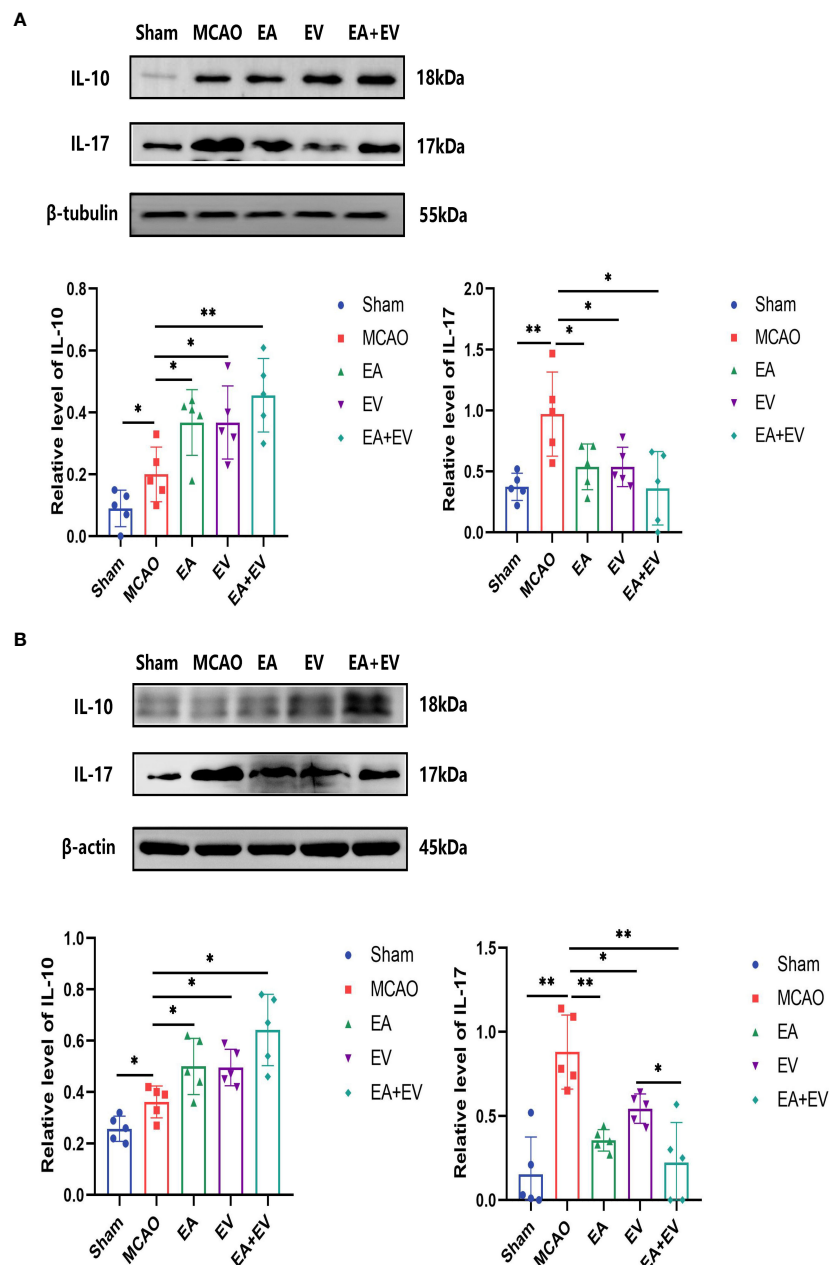 A
Sham MCAO EA EV EA+EV
IL-10 18kDa
IL-17 17kDa
β-tubulin 55kDa
Relative level of IL-10
0.8
0.6
0.4
0.2
0.0
* * * **
Sham MCAO EA EV EA+EV
Sham
MCAO
EA
EV
EA+EV
Relative level of IL-17
2.0
1.5
1.0
0.5
0.0
** * * *
Sham MCAO EA EV EA+EV
Sham
MCAO
EA
EV
EA+EV
B
Sham MCAO EA EV EA+EV
IL-10 18kDa
IL-17 17kDa
β-actin 45kDa
Relative level of IL-10
1.0
0.8
0.6
0.4
0.2
0.0
* * * *
Sham MCAO EA EV EA+EV
Sham
MCAO
EA
EV
EA+EV
Relative level of IL-17
1.5
1.0
0.5
0.0
** ** * ** *
Sham MCAO EA EV EA+EV
Sham
MCAO
EA
EV
EA+EV